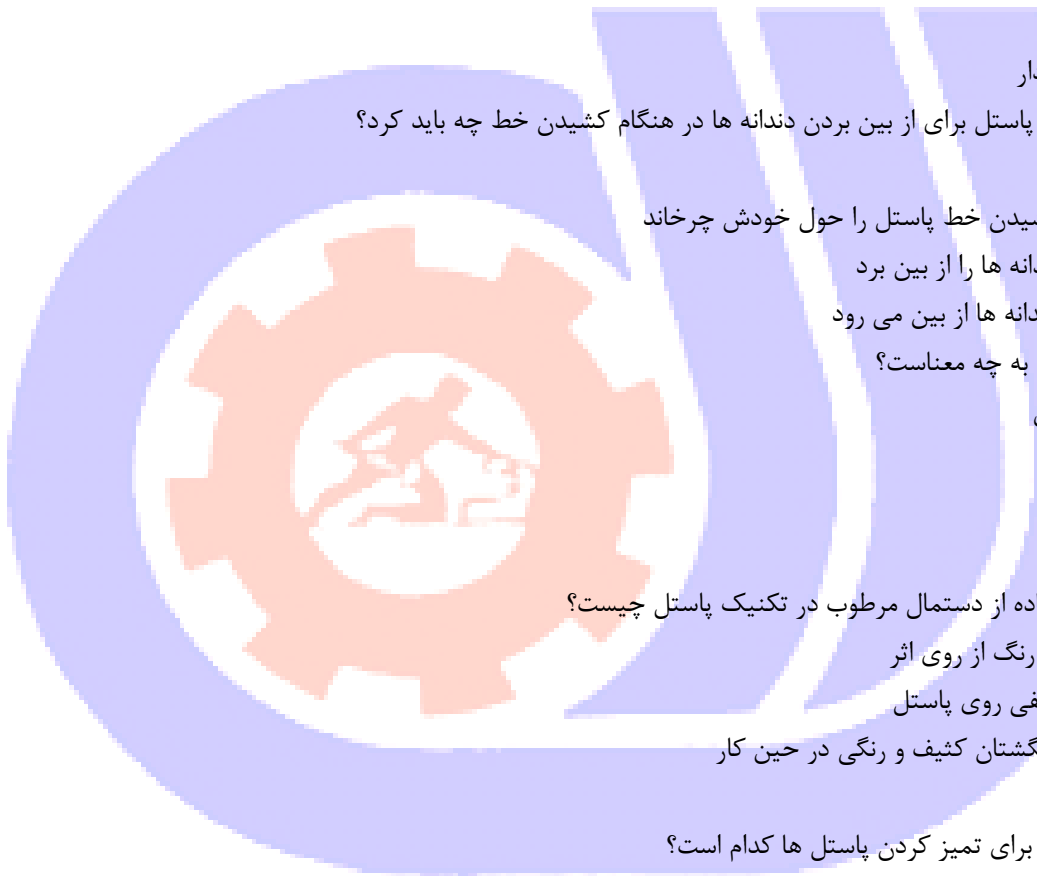 دار
پاستل برای از بین بردن دندانه ها در هنگام کشیدن خط چه باید کرد؟
شیدن خط پاستل را حول خودش چرخاند
دانه ها را از بین برد
دانه ها از بین می رود
به چه معناست؟
اده از دستمال مرطوب در تکنیک پاستل چیست؟
رنگ از روی اثر
فی روی پاستل
گشتان کثیف و رنگی در حین کار
برای تمیز کردن پاستل ها کدام است؟